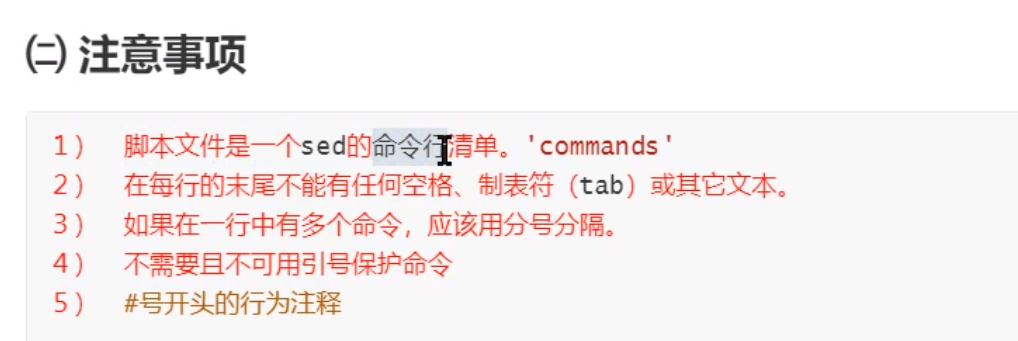 ㈡ 注意事项
1） 脚本文件是一个sed的命令行清单。'commands'
2） 在每行的末尾不能有任何空格、制表符（tab）或其它文本。
3） 如果在一行中有多个命令，应该用分号分隔。
4） 不需要且不可用引号保护命令
5） #号开头的行为注释